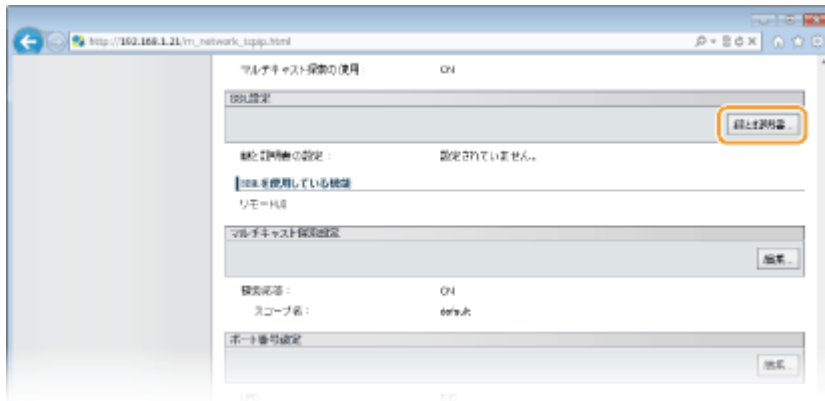 http://192.168.1.21/m_network_tcpip.html
マルチキャスト探索の使用 : ON
SSL設定
鍵と証明書...
鍵と証明書の設定 : 設定されていません。
SSLを使用している機能
リモートUI
マルチキャスト探索設定
編集...
探索応答 : ON
スコープ名 : default
ポート番号設定
編集...